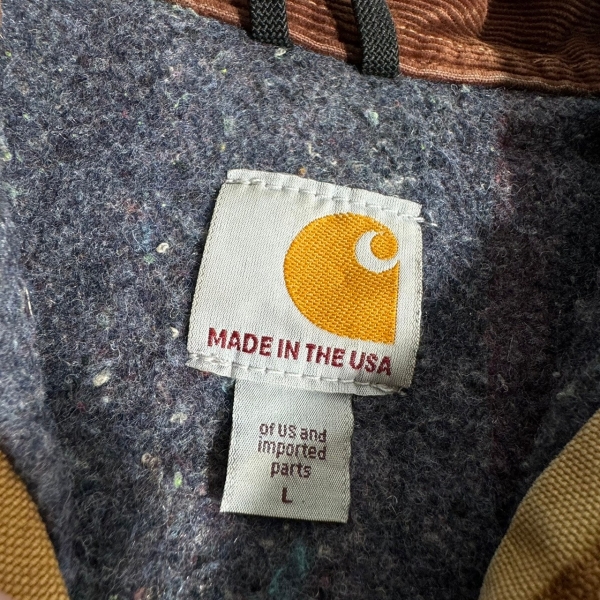 MADE IN THE USA
of US and
imported
parts
L